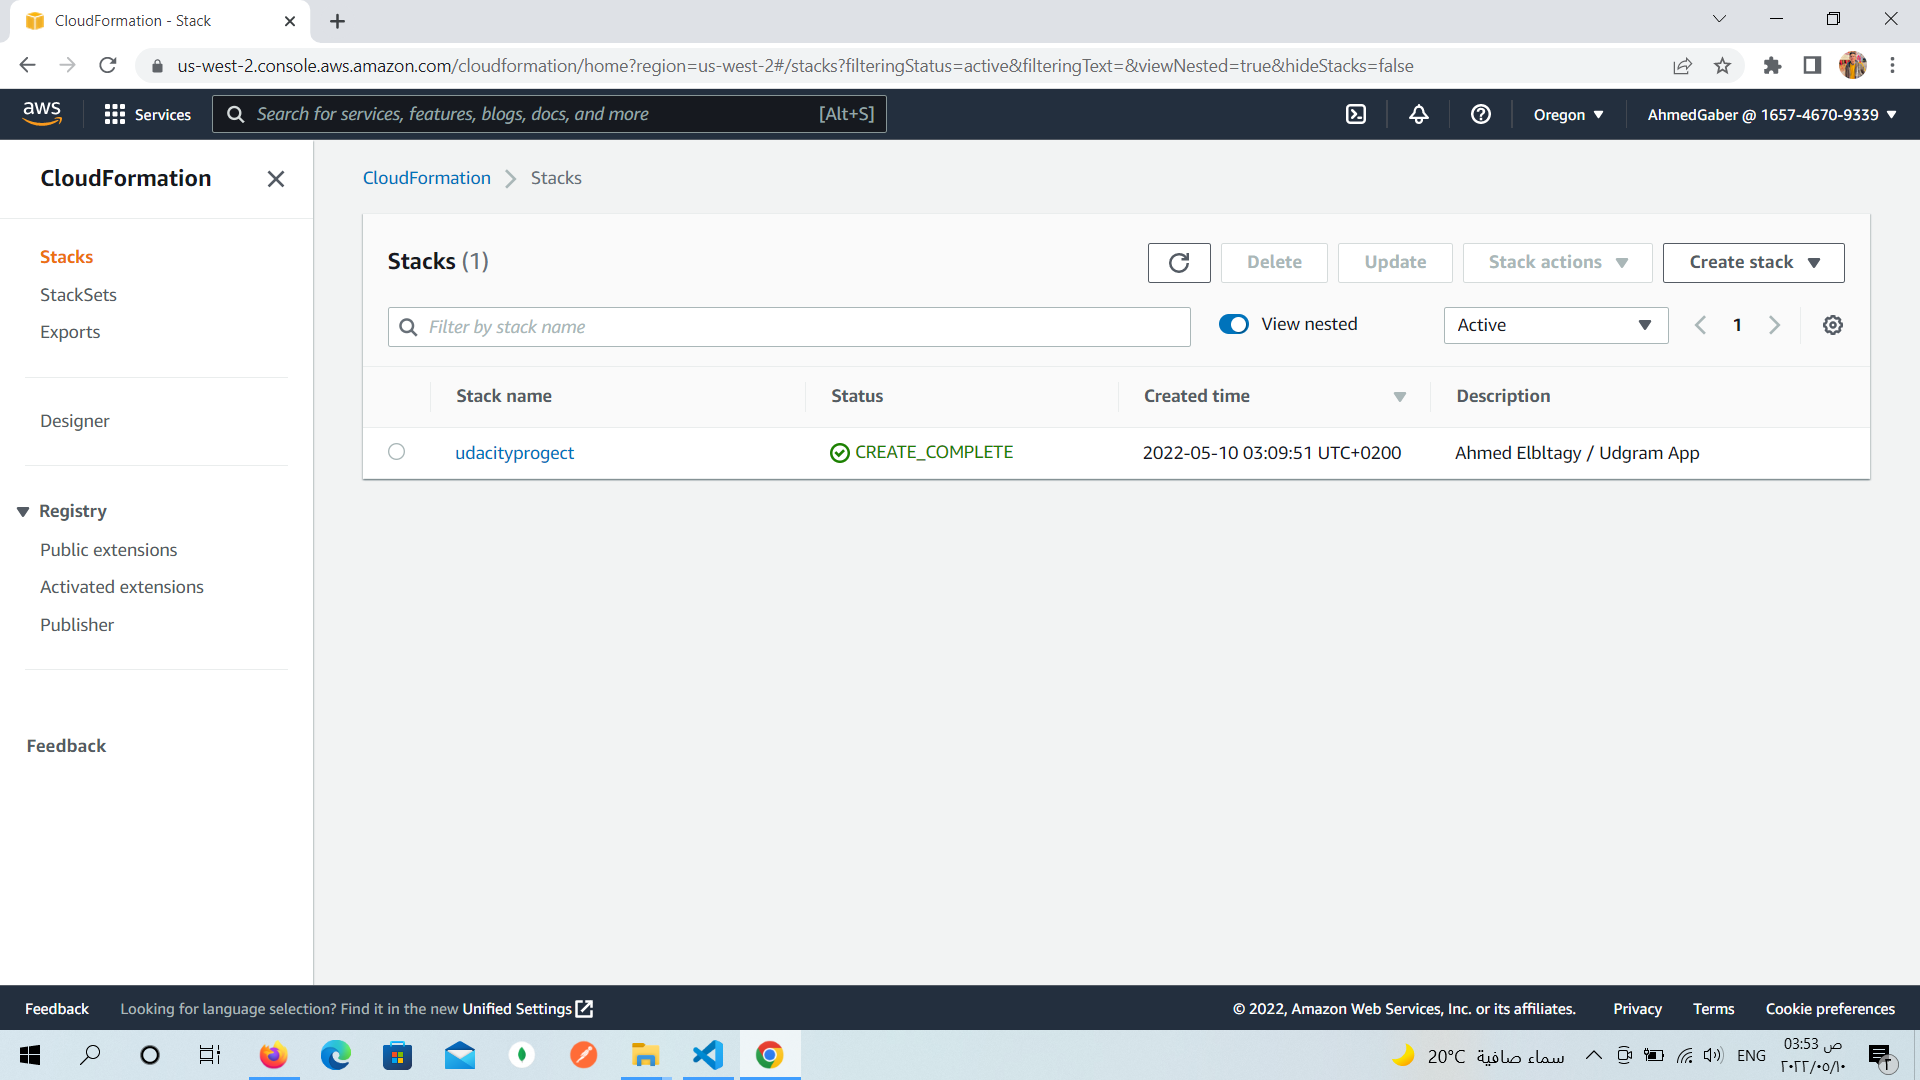 CloudFormation - Stack
us-west-2.console.aws.amazon.com/cloudformation/home?region=us-west-2#/stacks?filteringStatus=active&filteringText=&viewNested=true&hideStacks=false
aws
Services
Search for services, features, blogs, docs, and more
[Alt+S]
Oregon
AhmedGaber @ 1657-4670-9339
CloudFormation
Stacks
StackSets
Exports
Designer
Registry
Public extensions
Activated extensions
Publisher
Feedback
CloudFormation
Stacks
Stacks (1)
Delete
Update
Stack actions
Create stack
Filter by stack name
View nested
Active
1
Stack name
Status
Created time
Description
udacityprogect
CREATE_COMPLETE
2022-05-10 03:09:51 UTC+0200
Ahmed Elbltagy / Udgram App
Feedback
Looking for language selection? Find it in the new Unified Settings
© 2022, Amazon Web Services, Inc. or its affiliates.
Privacy
Terms
Cookie preferences
20°C
سماء صافية
ENG
03:53 ص
٢٠٢٢/٠٥/١٠
٢